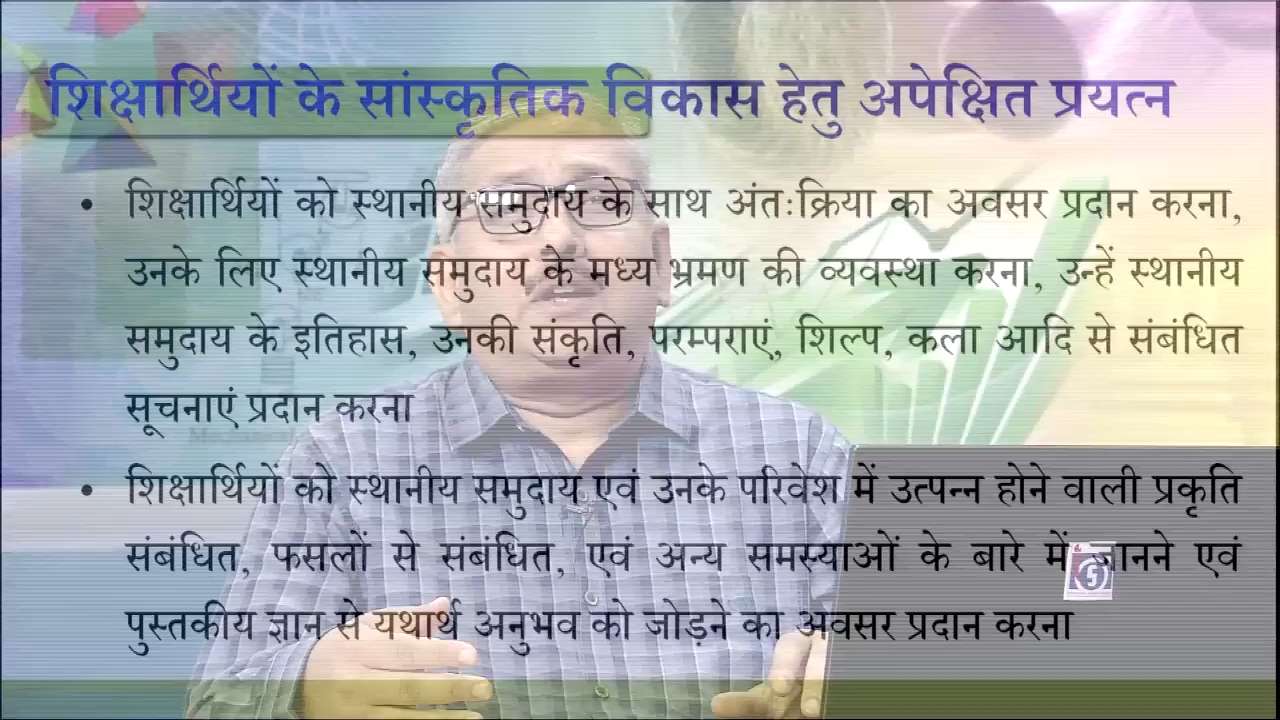 शिक्षार्थियों के सांस्कृतिक विकास हेतु अपेक्षित प्रयत्न
• शिक्षार्थियों को स्थानीय समुदाय के साथ अंतःक्रिया का अवसर प्रदान करना,
उनके लिए स्थानीय समुदाय के मध्य भ्रमण की व्यवस्था करना, उन्हें स्थानीय
समुदाय के इतिहास, उनकी संकृति, परम्पराएं, शिल्प, कला आदि से संबंधित
सूचनाएं प्रदान करना
• शिक्षार्थियों को स्थानीय समुदाय एवं उनके परिवेश में उत्पन्न होने वाली प्रकृति
संबंधित, फसलों से संबंधित, एवं अन्य समस्याओं के बारे में जानने एवं
पुस्तकीय ज्ञान से यथार्थ अनुभव को जोड़ने का अवसर प्रदान करना